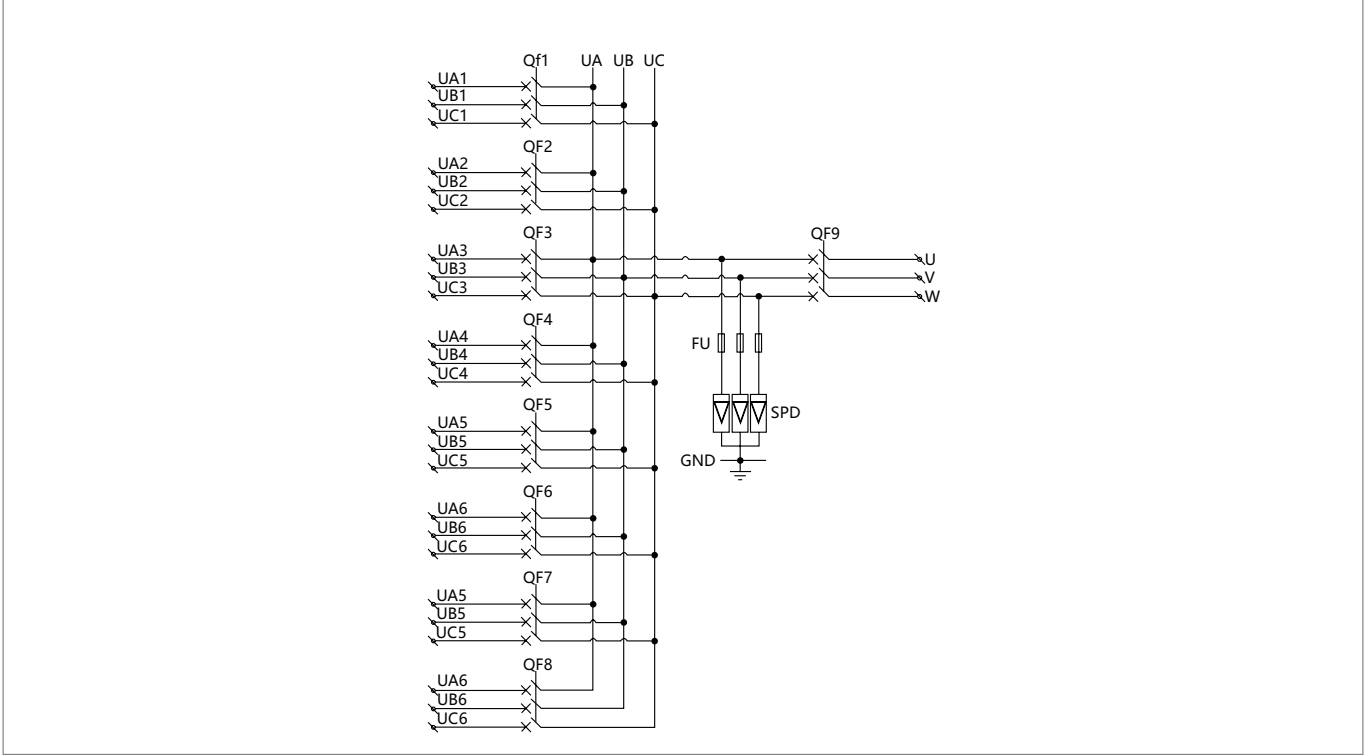 Qf1 UA UB UC
UA1
UB1
UC1
QF2
UA2
UB2
UC2
QF3
UA3
UB3
UC3
QF9
U
V
W
QF4
UA4
UB4
UC4
FU
QF5
UA5
UB5
UC5
SPD
GND
QF6
UA6
UB6
UC6
QF7
UA5
UB5
UC5
QF8
UA6
UB6
UC6